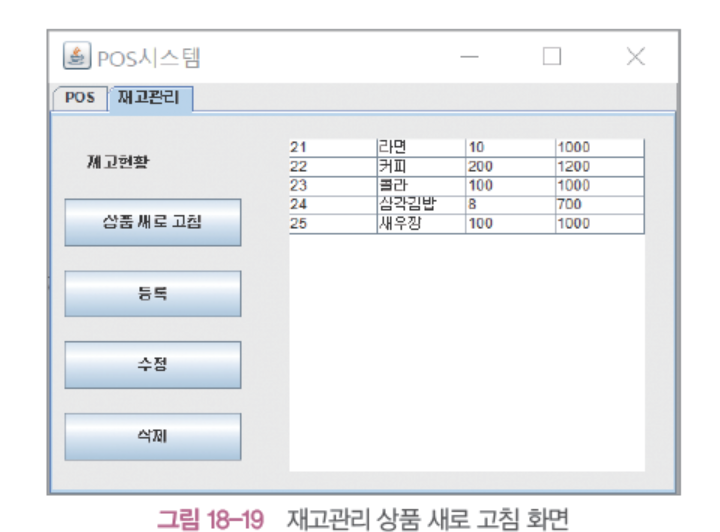 POS시스템
POS 재고관리
재고현황
21 라면 10 1000
22 커피 200 1200
23 콜라 100 1000
24 삼각김밥 8 700
25 새우깡 100 1000
상품 새로 고침
등록
수정
삭제
그림 18-19 재고관리 상품 새로 고침 화면